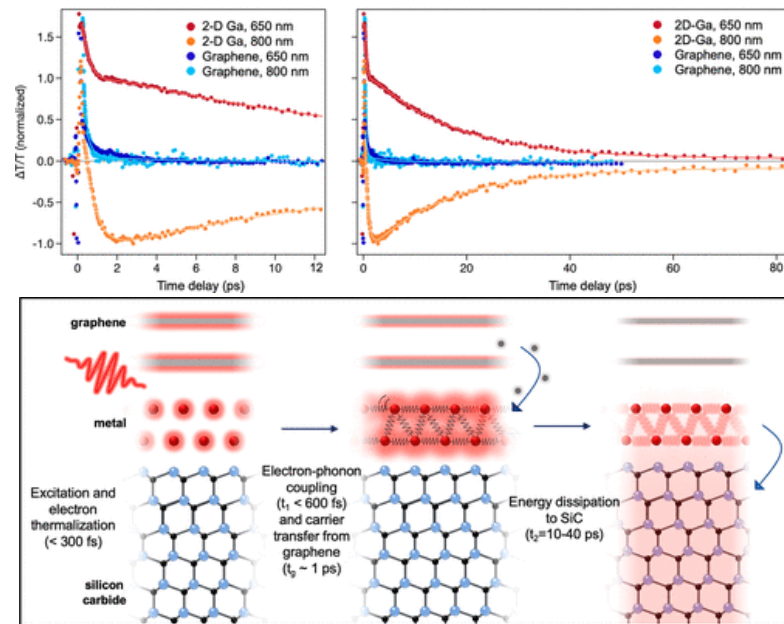 2-D Ga, 650 nm
2-D Ga, 800 nm
Graphene, 650 nm
Graphene, 800 nm
ΔT/T (normalized)
1.5
1.0
0.5
0.0
-0.5
-1.0
0 2 4 6 8 10 12
Time delay (ps)
2D-Ga, 650 nm
2D-Ga, 800 nm
Graphene, 650 nm
Graphene, 800 nm
0 20 40 60 80
Time delay (ps)
graphene
metal
Excitation and
electron
thermalization
(< 300 fs)
silicon
carbide
Electron-phonon
coupling
(t₁ < 600 fs)
and carrier
transfer from
graphene
(t_g ~ 1 ps)
Energy dissipation
to SiC
(t₂=10-40 ps)